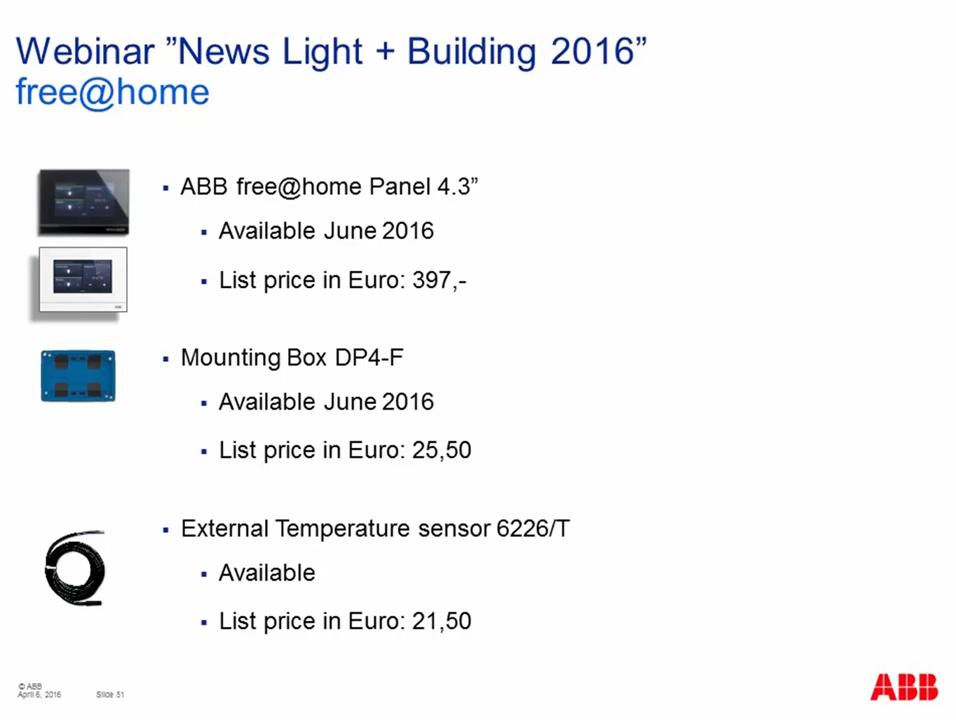 Webinar ”News Light + Building 2016”
free@home
▪ ABB free@home Panel 4.3”
▪ Available June 2016
▪ List price in Euro: 397,-
▪ Mounting Box DP4-F
▪ Available June 2016
▪ List price in Euro: 25,50
▪ External Temperature sensor 6226/T
▪ Available
▪ List price in Euro: 21,50
© ABB
April 6, 2016 Slide 51
ABB